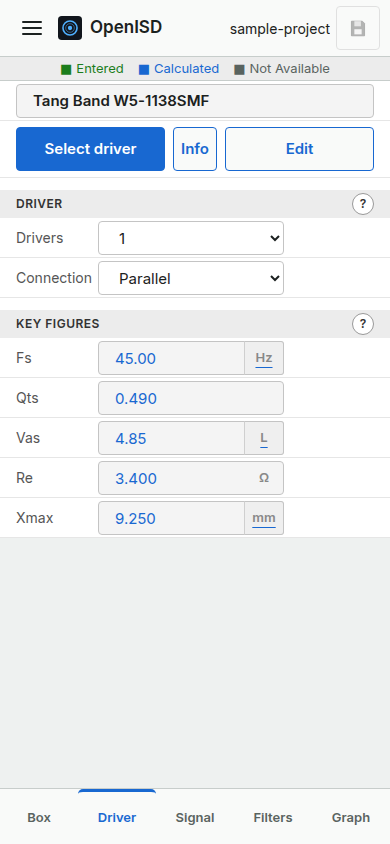 OpenISD
sample-project
Entered Calculated Not Available
Tang Band W5-1138SMF
Select driver Info Edit
DRIVER ?
Drivers 1
Connection Parallel
KEY FIGURES ?
Fs 45.00 Hz
Qts 0.490
Vas 4.85 L
Re 3.400 Ω
Xmax 9.250 mm
Box Driver Signal Filters Graph